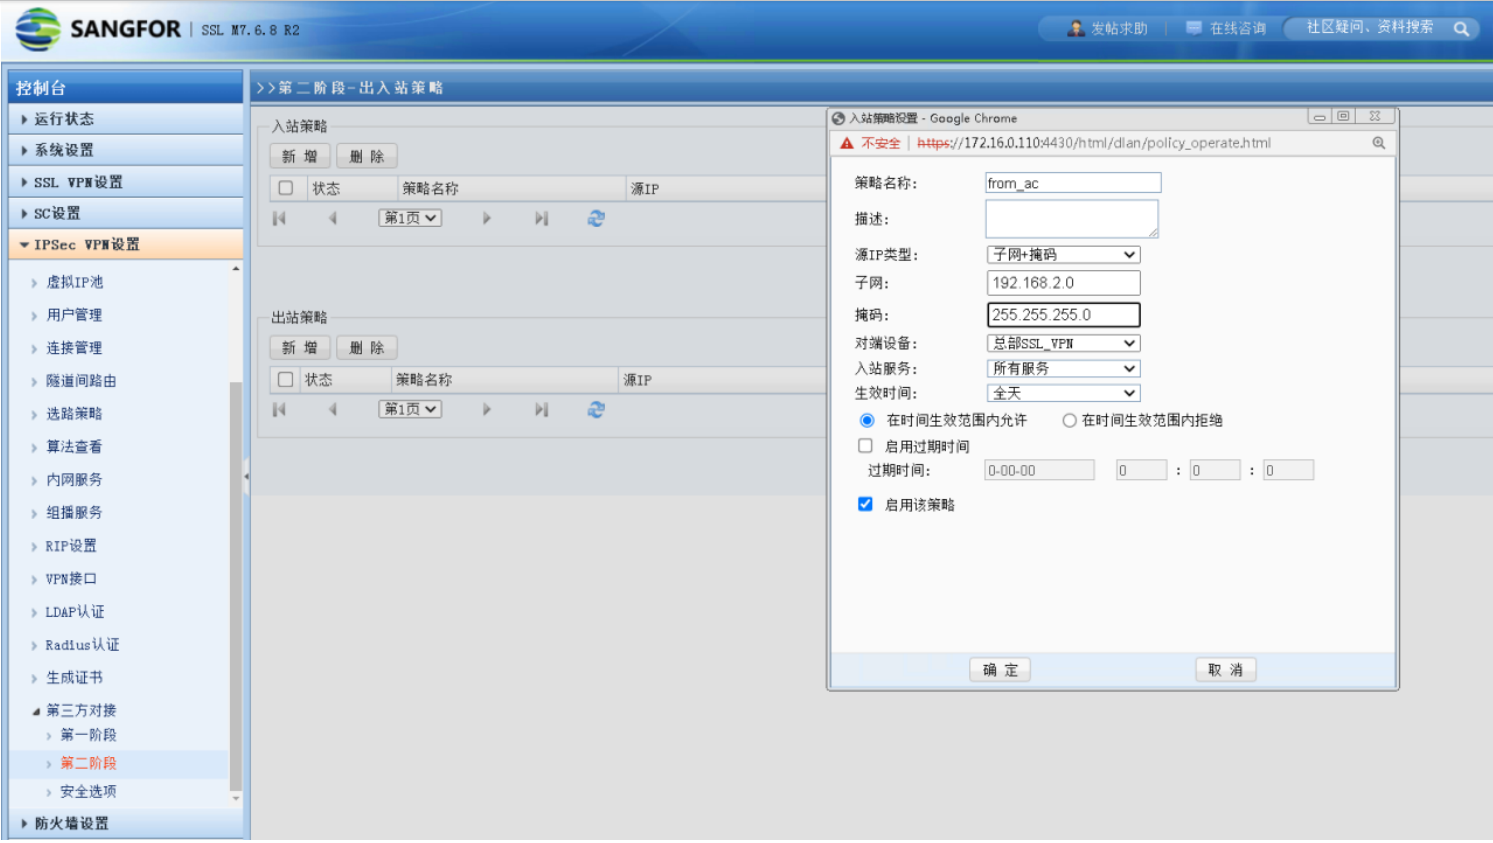 SANGFOR | SSL M7.6.8 R2
发帖求助 | 在线咨询 社区疑问、资料搜索
控制台
>>第二阶段-出入站策略
运行状态
系统设置
SSL VPN设置
SC设置
IPSec VPN设置
虚拟IP池
用户管理
连接管理
隧道间路由
选路策略
算法查看
内网服务
组播服务
RIP设置
VPN接口
LDAP认证
Radius认证
生成证书
第三方对接
第一阶段
第二阶段
安全选项
防火墙设置
入站策略
新增 删除
状态 策略名称 源IP
第1页
出站策略
新增 删除
状态 策略名称 源IP
第1页
入站策略设置 - Google Chrome
不安全 | https://172.16.0.110:4430/html/dlan/policy_operate.html
策略名称: from_ac
描述:
源IP类型: 子网+掩码
子网: 192.168.2.0
掩码: 255.255.255.0
对端设备: 总部SSL_VPN
入站服务: 所有服务
生效时间: 全天
在时间生效范围内允许 在时间生效范围内拒绝
启用过期时间
过期时间: 0-00-00 0 : 0 : 0
启用该策略
确定 取消